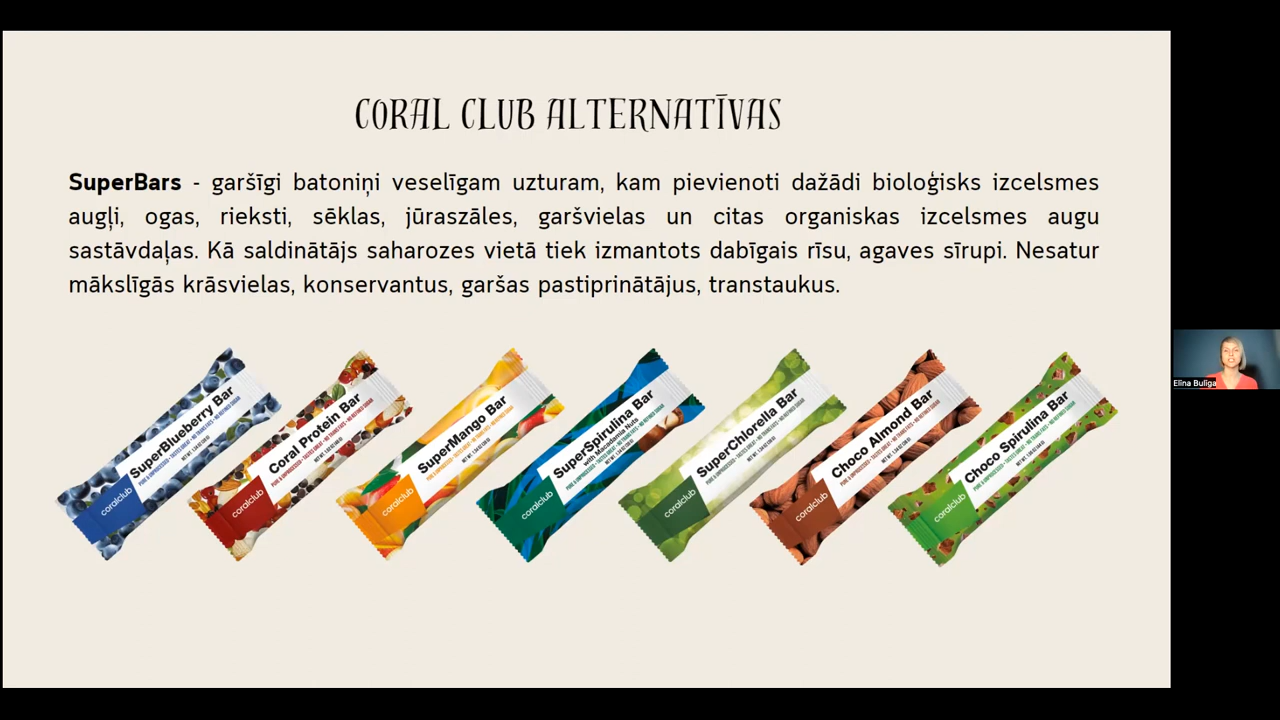 CORAL CLUB ALTERNATĪVAS
SuperBars - garšīgi batoniņi veselīgam uzturam, kam pievienoti dažādi bioloģisks izcelsmes
augļi, ogas, rieksti, sēklas, jūraszāles, garšvielas un citas organiskas izcelsmes augu
sastāvdaļas. Kā saldinātājs saharozes vietā tiek izmantots dabīgais rīsu, agaves sīrupi. Nesatur
mākslīgās krāsvielas, konservantus, garšas pastiprinātājus, transtaukus.
coralclub
SuperBlueberry Bar
coralclub
Coral Protein Bar
coralclub
SuperMango Bar
coralclub
SuperSpirulina Bar
with Macadamia Nuts
coralclub
SuperChlorella Bar
coralclub
Choco Almond Bar
coralclub
Choco Spirulina Bar
Elina Buliga